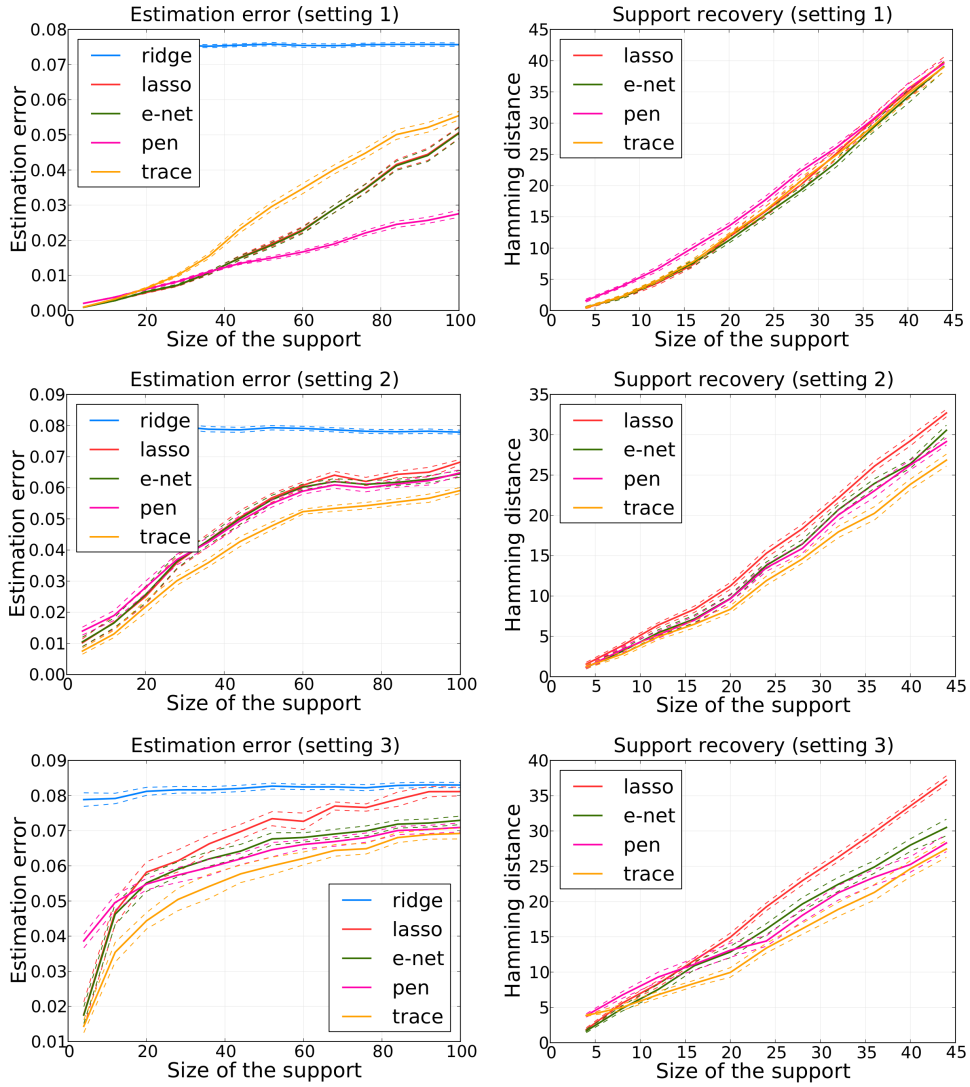 Estimation error (setting 1)
Estimation error
0.08
0.07
0.06
0.05
0.04
0.03
0.02
0.01
0.00
ridge
lasso
e-net
pen
trace
0 20 40 60 80 100
Size of the support
Support recovery (setting 1)
Hamming distance
45
40
35
30
25
20
15
10
5
0
lasso
e-net
pen
trace
0 5 10 15 20 25 30 35 40 45
Size of the support
Estimation error (setting 2)
Estimation error
0.09
0.08
0.07
0.06
0.05
0.04
0.03
0.02
0.01
0.00
ridge
lasso
e-net
pen
trace
0 20 40 60 80 100
Size of the support
Support recovery (setting 2)
Hamming distance
35
30
25
20
15
10
5
0
lasso
e-net
pen
trace
0 5 10 15 20 25 30 35 40 45
Size of the support
Estimation error (setting 3)
Estimation error
0.09
0.08
0.07
0.06
0.05
0.04
0.03
0.02
0.01
ridge
lasso
e-net
pen
trace
0 20 40 60 80 100
Size of the support
Support recovery (setting 3)
Hamming distance
40
35
30
25
20
15
10
5
0
lasso
e-net
pen
trace
0 5 10 15 20 25 30 35 40 45
Size of the support